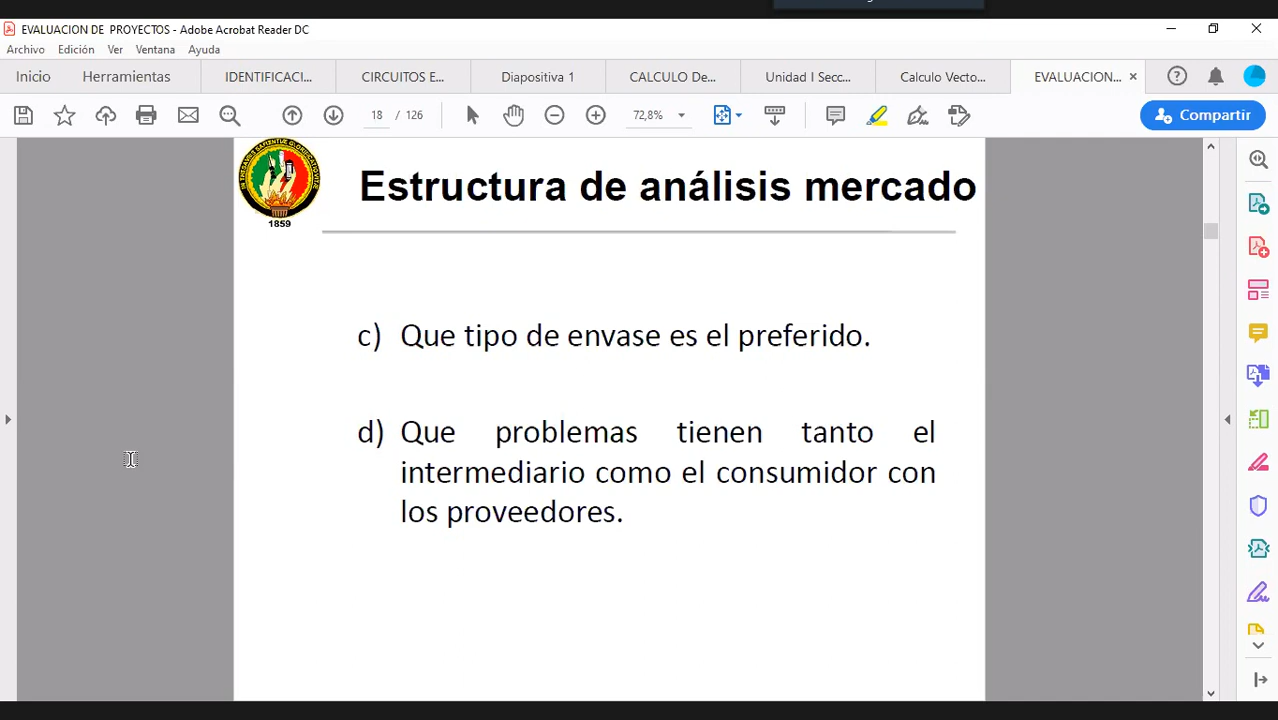 EVALUACION DE  PROYECTOS - Adobe Acrobat Reader DC
Archivo Edición Ver Ventana Ayuda
Inicio Herramientas IDENTIFICACI... CIRCUITOS E... Diapositiva 1 CALCULO De... Unidad I Secc... Calculo Vecto... EVALUACION... ×
18 / 126 72,8% Compartir
Estructura de análisis mercado
1859
c) Que tipo de envase es el preferido.
d) Que problemas tienen tanto el
intermediario como el consumidor con
los proveedores.